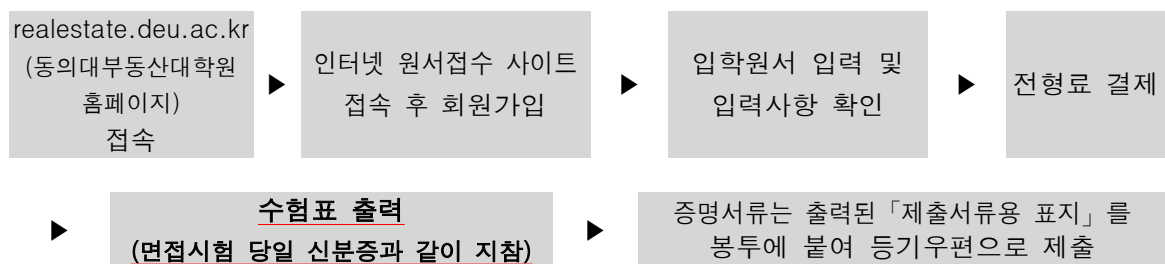 realestate.deu.ac.kr
(동의대부동산대학원
홈페이지)
접속
▶
인터넷 원서접수 사이트
접속 후 회원가입
▶
입학원서 입력 및
입력사항 확인
▶
전형료 결제
▶
수험표 출력
(면접시험 당일 신분증과 같이 지참)
▶
증명서류는 출력된「제출서류용 표지」를
봉투에 붙여 등기우편으로 제출